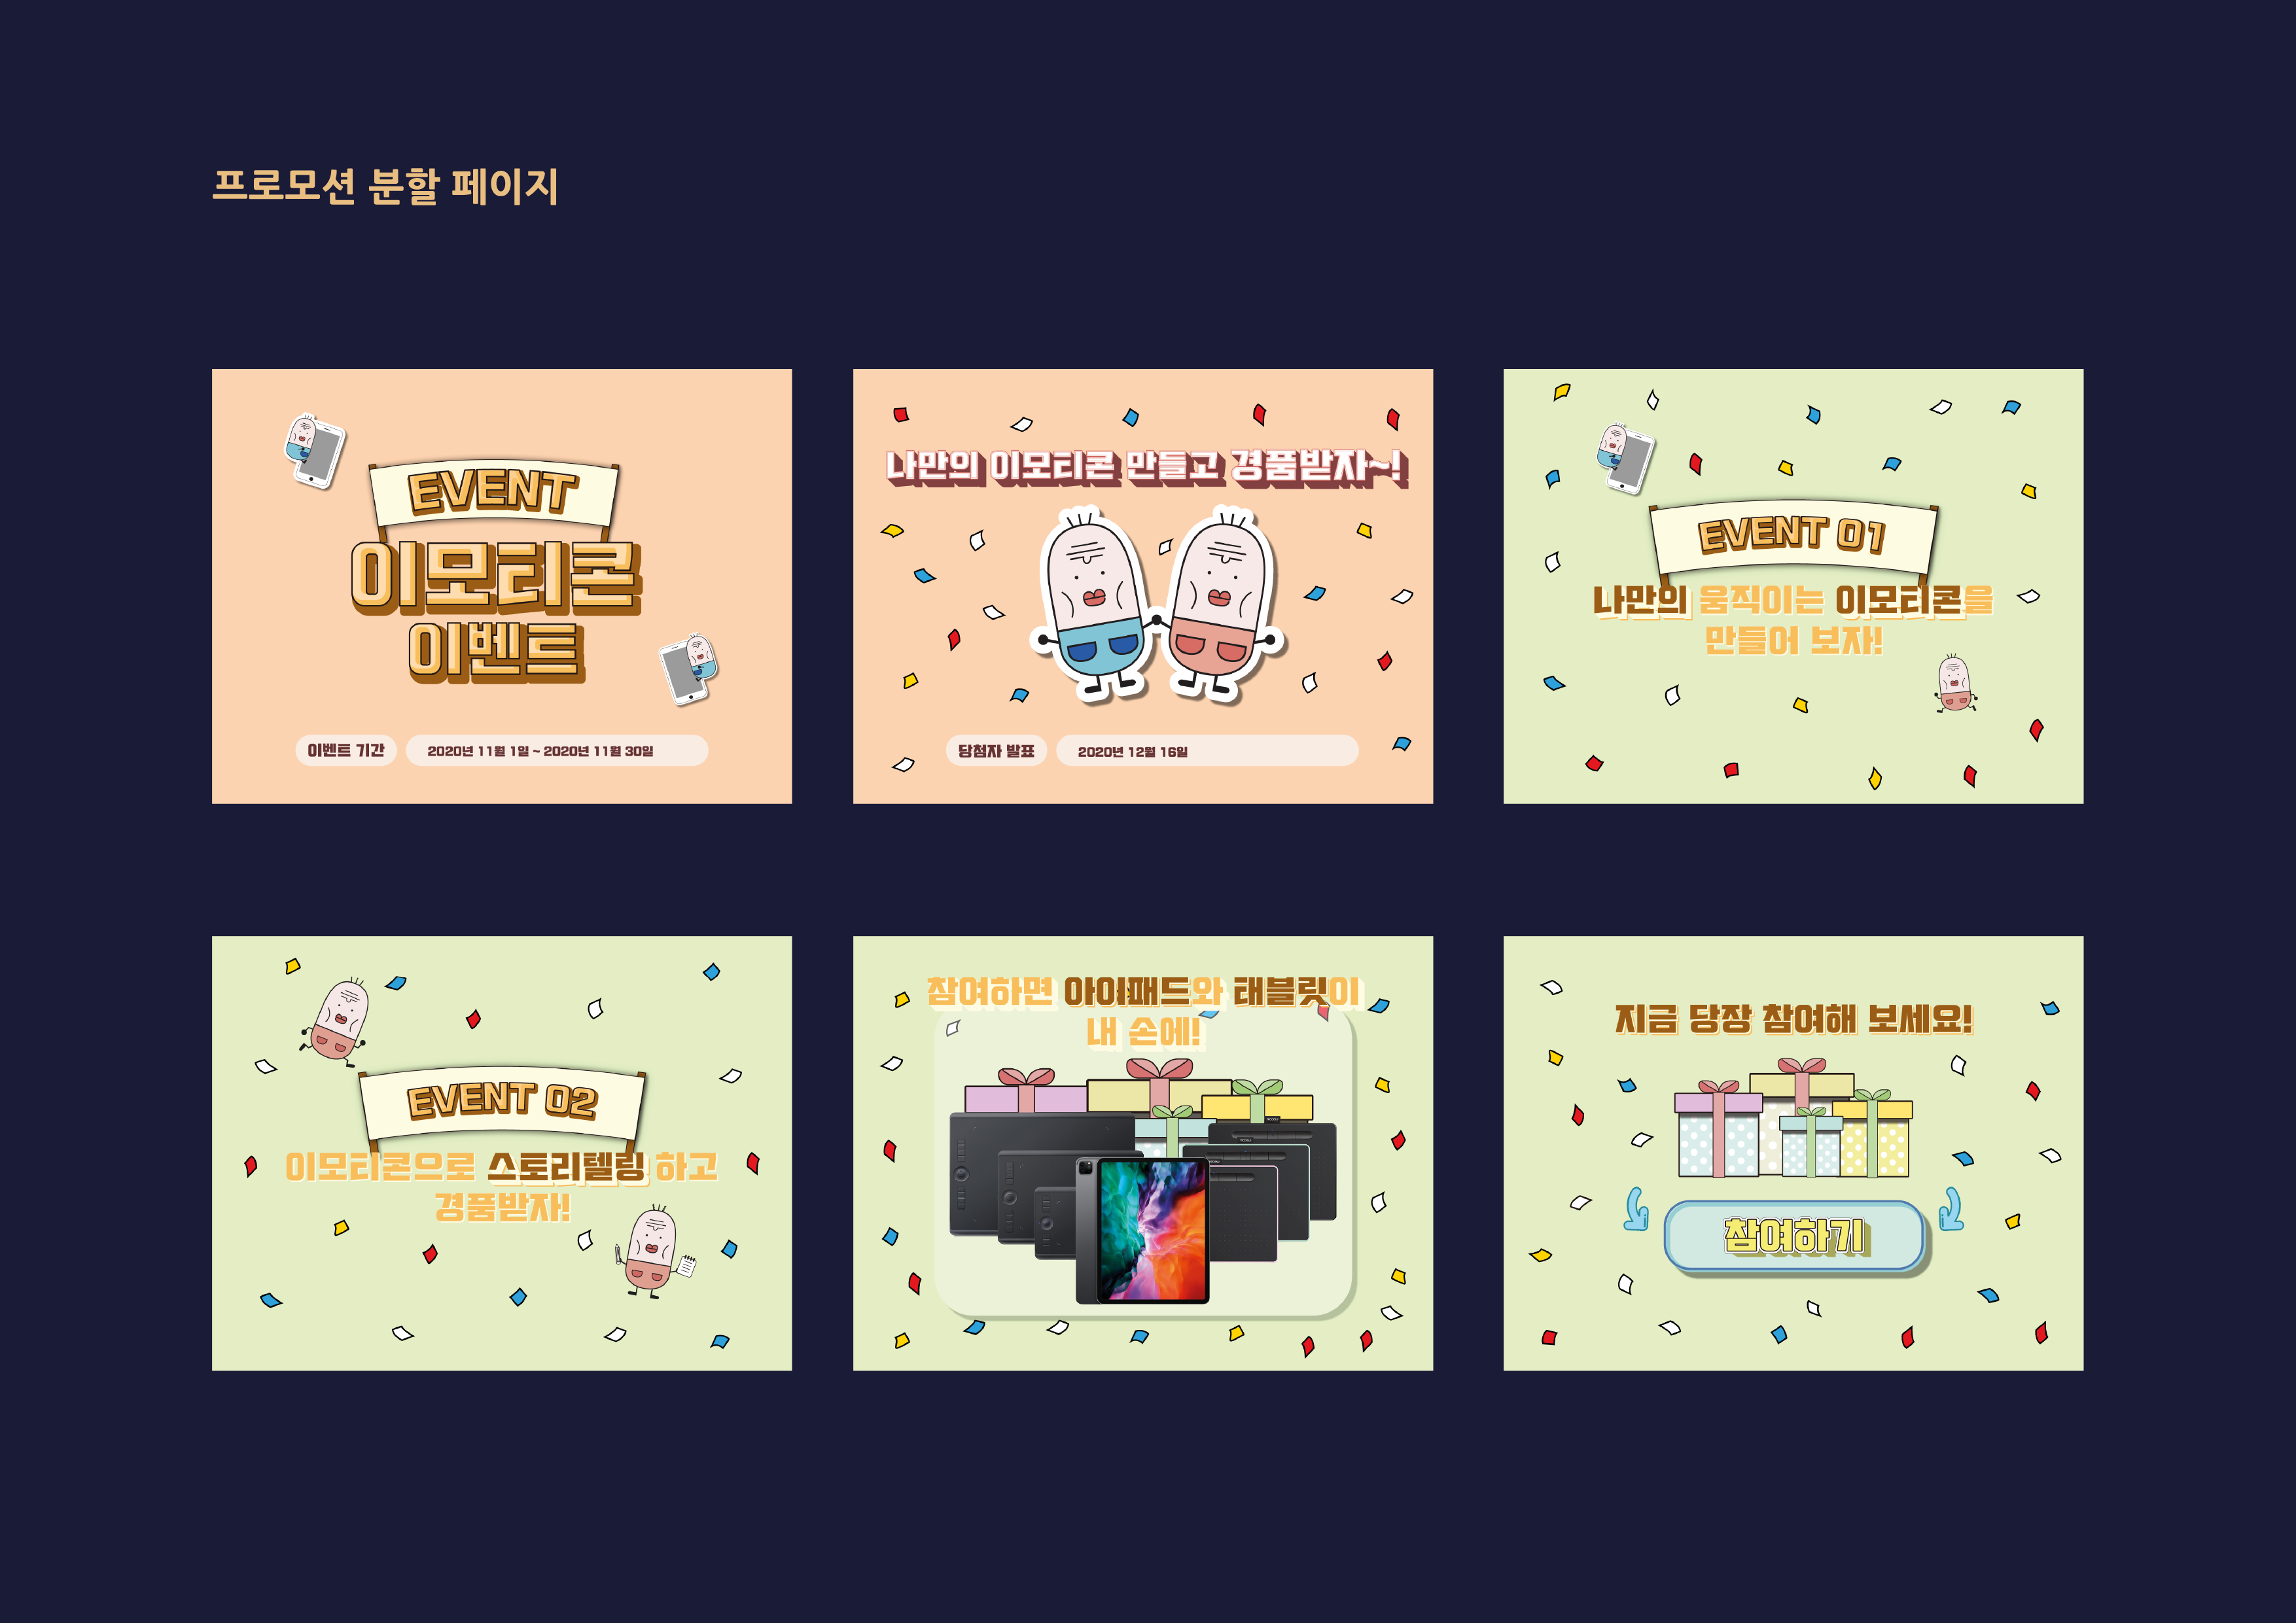 프로모션 분할 페이지
EVENT
이모티콘
이벤트
이벤트 기간
2020년 11월 1일 ~ 2020년 11월 30일
나만의 이모티콘 만들고 경품받자~!
당첨자 발표
2020년 12월 16일
EVENT 01
나만의 움직이는 이모티콘을
만들어 보자!
EVENT 02
이모티콘으로 스토리텔링 하고
경품받자!
참여하면 아이패드와 태블릿이
내 손에!
지금 당장 참여해 보세요!
참여하기